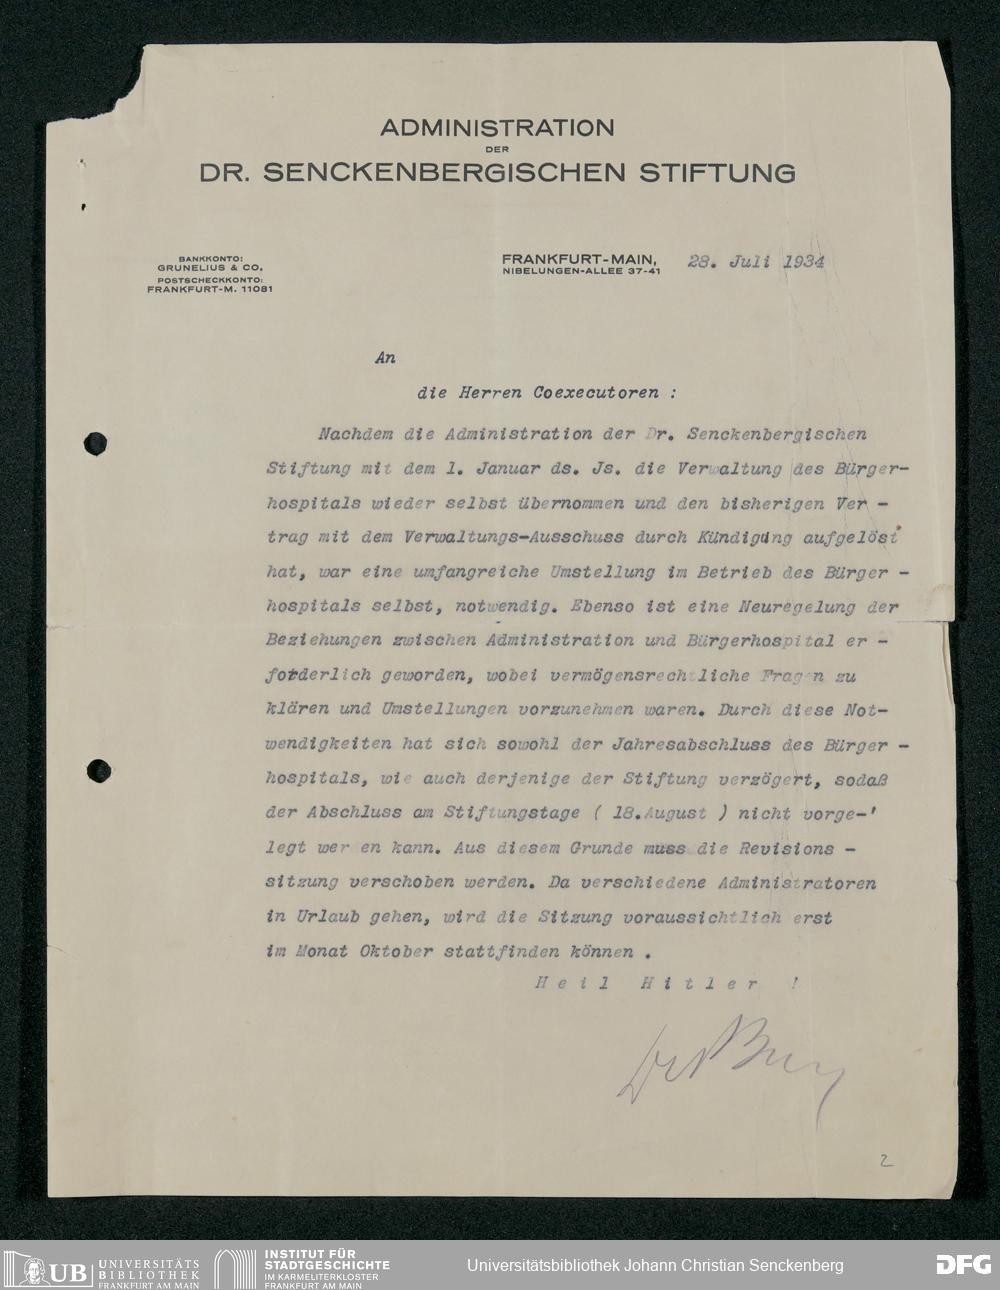 ADMINISTRATION
DER
DR. SENCKENBERGISCHEN STIFTUNG
BANKKONTO:
GRUNELIUS & CO.
POSTSCHECKKONTO:
FRANKFURT-M. 11081
FRANKFURT-MAIN, 28. Juli 1934
NIBELUNGEN-ALLEE 37-41
An
die Herren Coexecutoren :
Nachdem die Administration der Dr. Senckenbergischen
Stiftung mit dem 1. Januar ds. Js. die Verwaltung des Bürger-
hospitals wieder selbst übernommen und den bisherigen Ver -
trag mit dem Verwaltungs-Ausschuss durch Kündigung aufgelöst
hat, war eine umfangreiche Umstellung im Betrieb des Bürger -
hospitals selbst, notwendig. Ebenso ist eine Neuregelung der
Beziehungen zwischen Administration und Bürgerhospital er -
forderlich geworden, wobei vermögensrechtliche Fragen zu
klären und Umstellungen vorzunehmen waren. Durch diese Not-
wendigkeiten hat sich sowohl der Jahresabschluss des Bürger -
hospitals, wie auch derjenige der Stiftung verzögert, sodaß
der Abschluss am Stiftungstage ( 18.August ) nicht vorge-'
legt werden kann. Aus diesem Grunde muss die Revisions -
sitzung verschoben werden. Da verschiedene Administratoren
in Urlaub gehen, wird die Sitzung voraussichtlich erst
im Monat Oktober stattfinden können .
Heil Hitler !
2
UB UNIVERSITÄTS
BIBLIOTHEK
FRANKFURT AM MAIN
INSTITUT FÜR
STADTGESCHICHTE
IM KARMELITERKLOSTER
FRANKFURT AM MAIN
Universitätsbibliothek Johann Christian Senckenberg
DFG